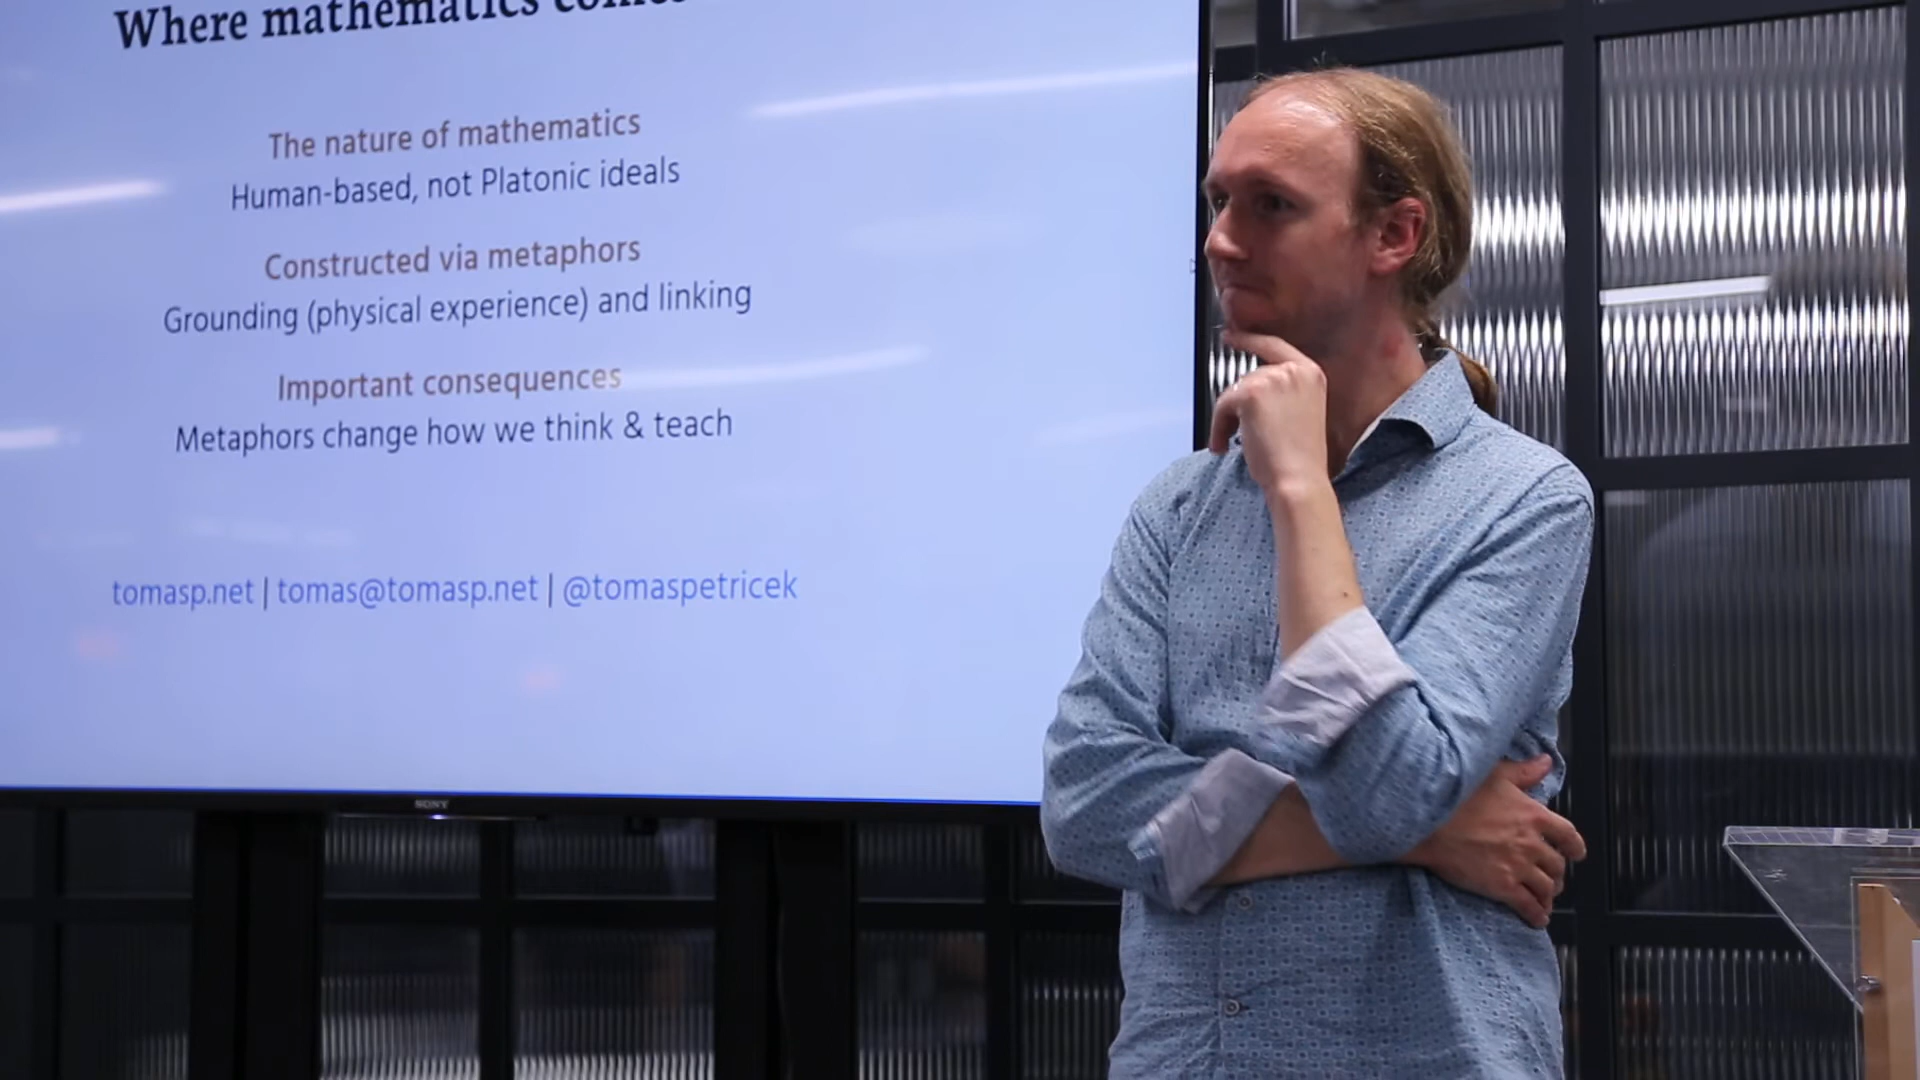 Where mathematics comes
The nature of mathematics
Human-based, not Platonic ideals
Constructed via metaphors
Grounding (physical experience) and linking
Important consequences
Metaphors change how we think & teach
tomasp.net | tomas@tomasp.net | @tomaspetricek
SONY